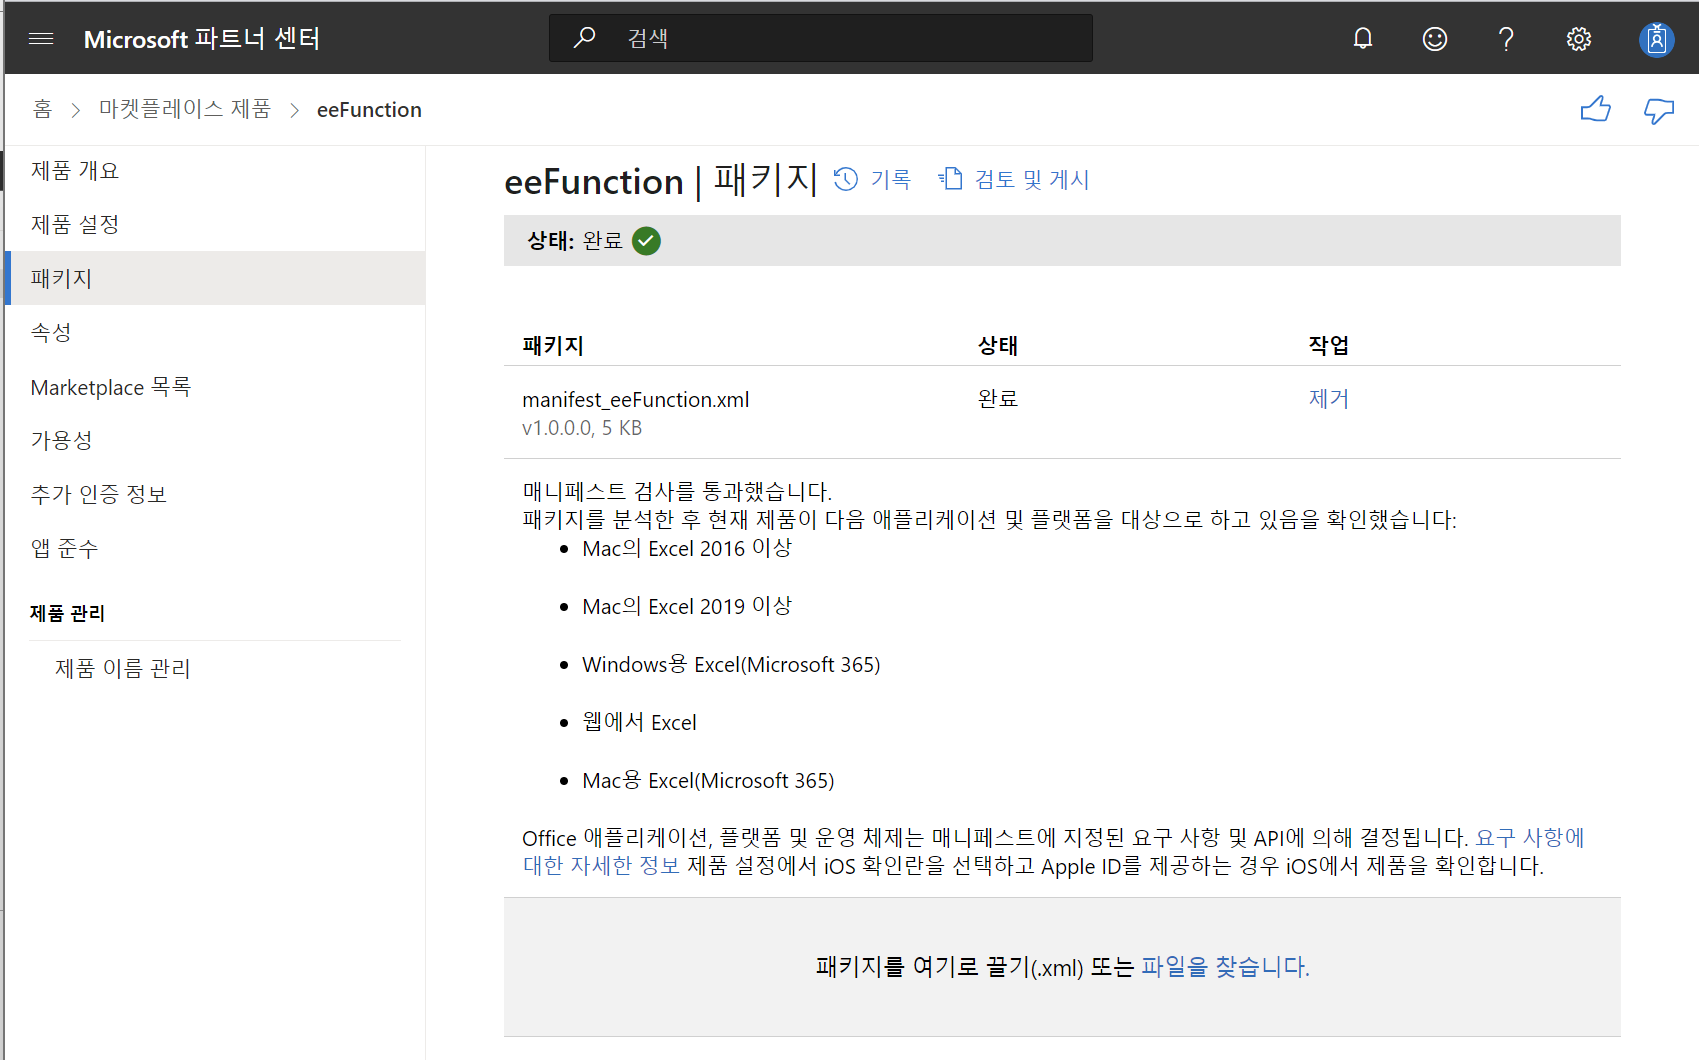 Microsoft 파트너 센터
검색
홈 > 마켓플레이스 제품 > eeFunction
제품 개요
제품 설정
패키지
속성
Marketplace 목록
가용성
추가 인증 정보
앱 준수
제품 관리
제품 이름 관리
eeFunction | 패키지 기록 검토 및 게시
상태: 완료
패키지 상태 작업
manifest_eeFunction.xml 완료 제거
v1.0.0.0, 5 KB
매니페스트 검사를 통과했습니다.
패키지를 분석한 후 현재 제품이 다음 애플리케이션 및 플랫폼을 대상으로 하고 있음을 확인했습니다:
• Mac의 Excel 2016 이상
• Mac의 Excel 2019 이상
• Windows용 Excel(Microsoft 365)
• 웹에서 Excel
• Mac용 Excel(Microsoft 365)
Office 애플리케이션, 플랫폼 및 운영 체제는 매니페스트에 지정된 요구 사항 및 API에 의해 결정됩니다. 요구 사항에
대한 자세한 정보 제품 설정에서 iOS 확인란을 선택하고 Apple ID를 제공하는 경우 iOS에서 제품을 확인합니다.
패키지를 여기로 끌기(.xml) 또는 파일을 찾습니다.